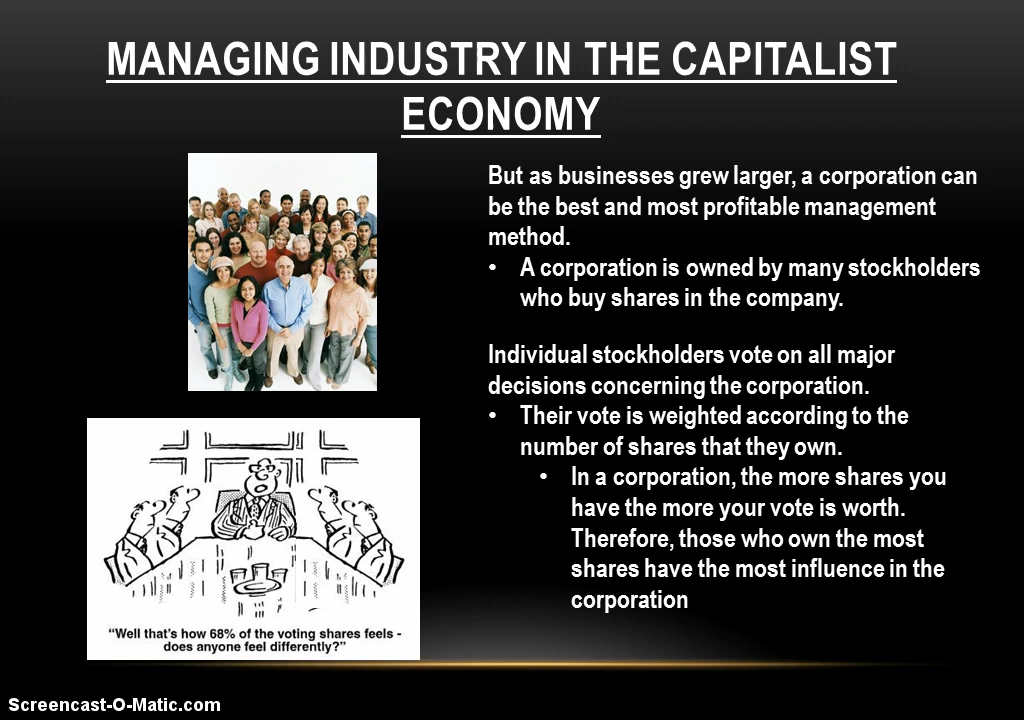 MANAGING INDUSTRY IN THE CAPITALIST
ECONOMY
But as businesses grew larger, a corporation can
be the best and most profitable management
method.
• A corporation is owned by many stockholders
who buy shares in the company.
Individual stockholders vote on all major
decisions concerning the corporation.
• Their vote is weighted according to the
number of shares that they own.
• In a corporation, the more shares you
have the more your vote is worth.
Therefore, those who own the most
shares have the most influence in the
corporation
“Well that’s how 68% of the voting shares feels -
does anyone feel differently?”
Screencast-O-Matic.com